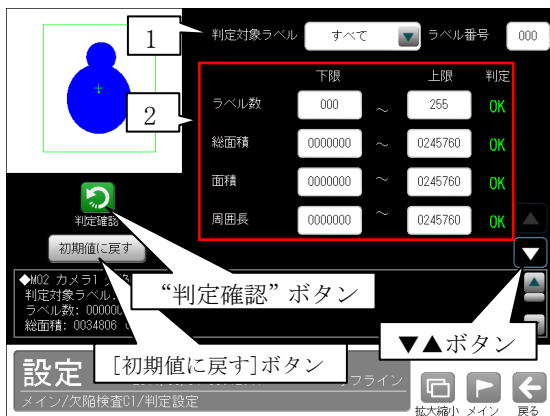 1
判定対象ラベル すべて ラベル番号 000
下限 上限 判定
2
ラベル数 000 ～ 255 OK
総面積 0000000 ～ 0245760 OK
面積 0000000 ～ 0245760 OK
周囲長 0000000 ～ 0245760 OK
判定確認
初期値に戻す
▼
▲
◆M02 カメラ1
判定対象ラベル
ラベル数: 00000
総面積: 0034806
“判定確認”ボタン
[初期値に戻す]ボタン
▼▲ボタン
設定
フライン
メイン/欠陥検査C1/判定設定
拡大縮小 メイン 戻る